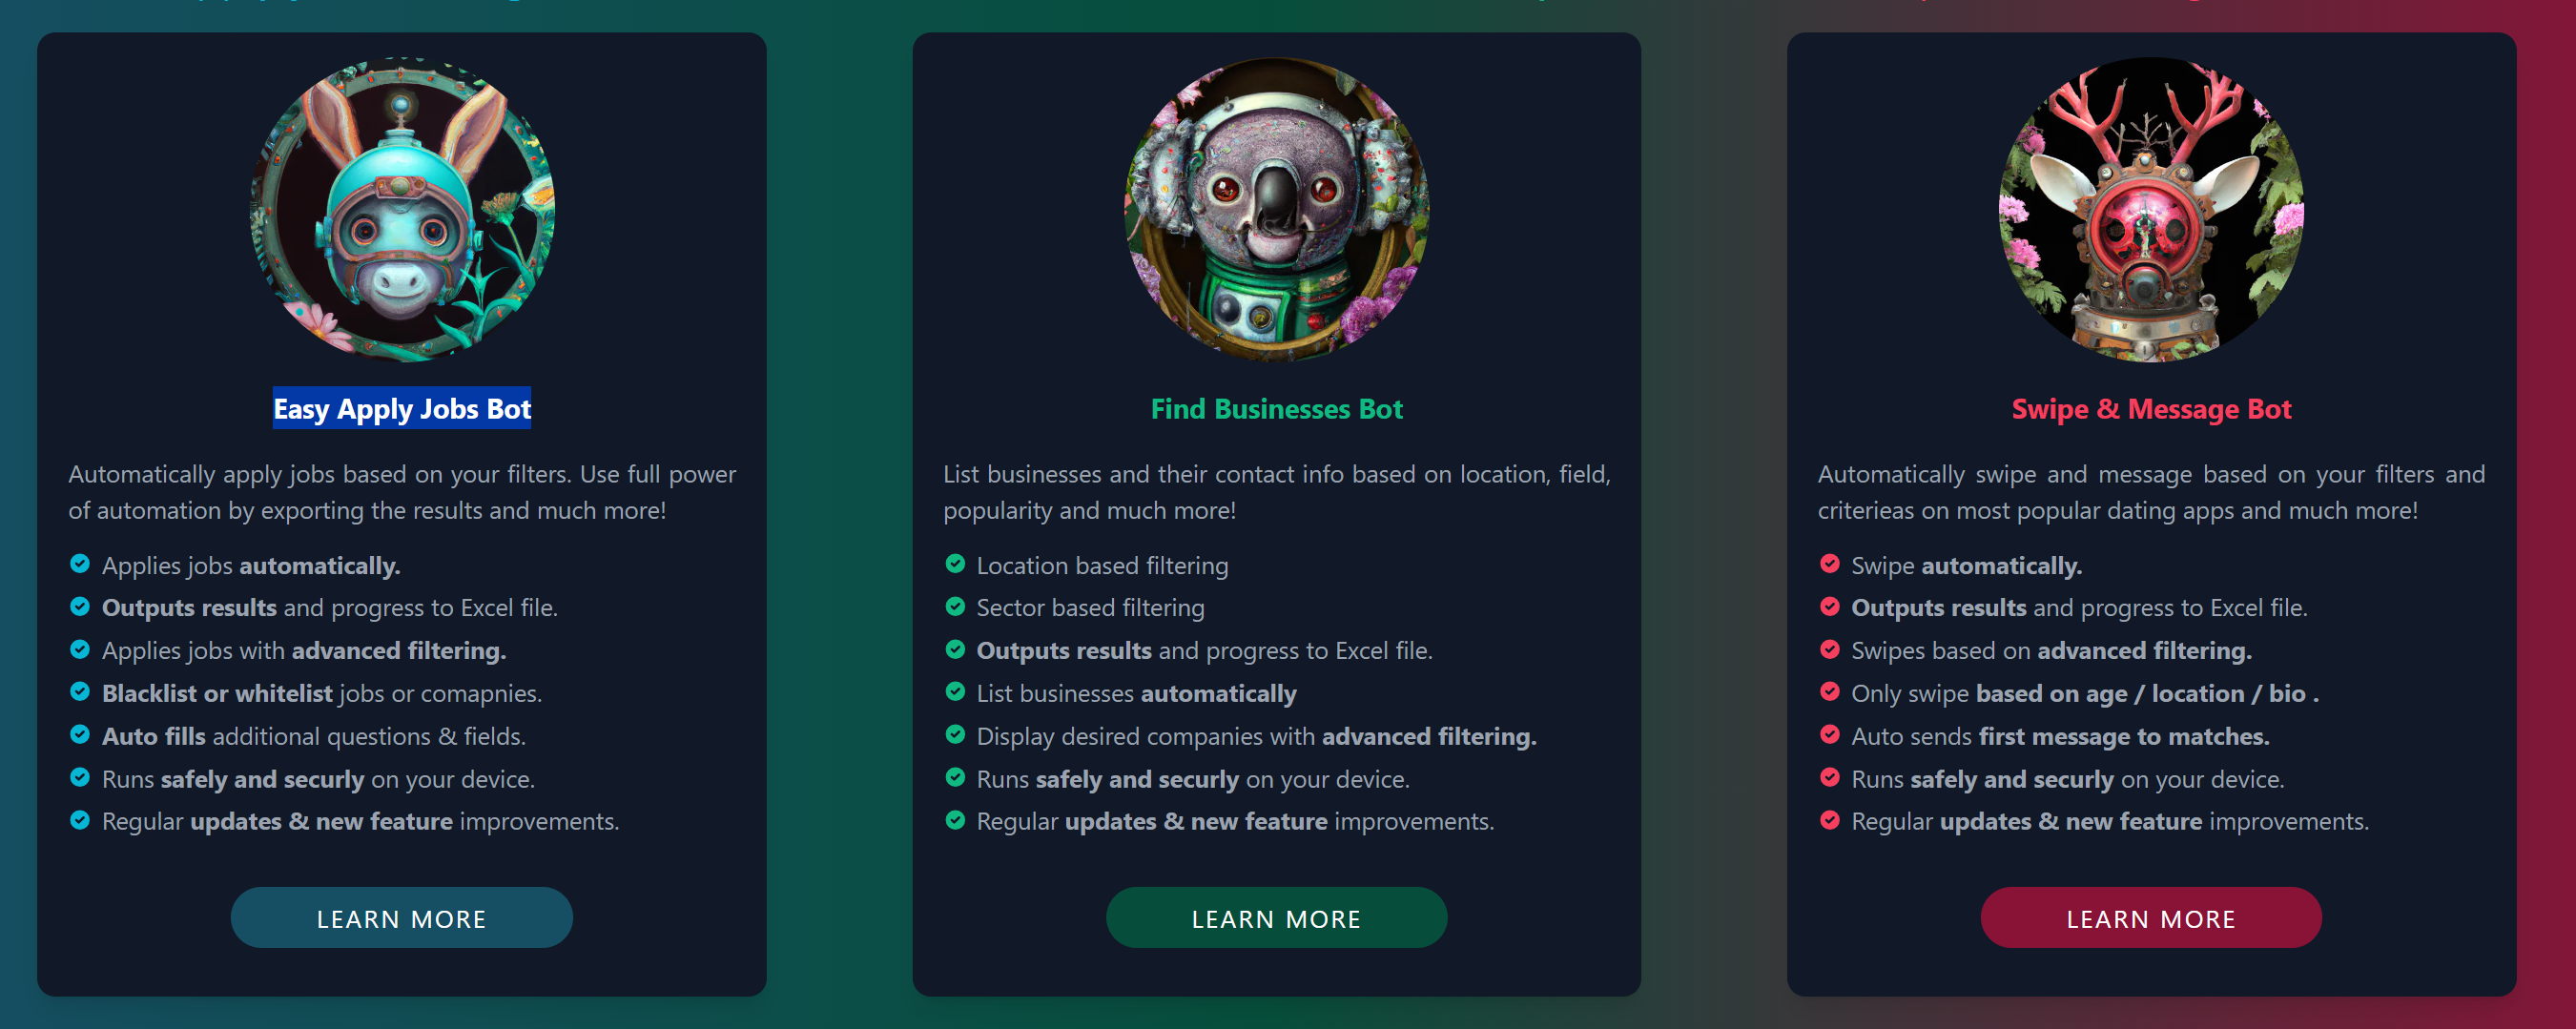 Easy Apply Jobs Bot
Automatically apply jobs based on your filters. Use full power
of automation by exporting the results and much more!
Applies jobs automatically.
Outputs results and progress to Excel file.
Applies jobs with advanced filtering.
Blacklist or whitelist jobs or comapnies.
Auto fills additional questions & fields.
Runs safely and securly on your device.
Regular updates & new feature improvements.
LEARN MORE
Find Businesses Bot
List businesses and their contact info based on location, field,
popularity and much more!
Location based filtering
Sector based filtering
Outputs results and progress to Excel file.
List businesses automatically
Display desired companies with advanced filtering.
Runs safely and securly on your device.
Regular updates & new feature improvements.
LEARN MORE
Swipe & Message Bot
Automatically swipe and message based on your filters and
criterieas on most popular dating apps and much more!
Swipe automatically.
Outputs results and progress to Excel file.
Swipes based on advanced filtering.
Only swipe based on age / location / bio .
Auto sends first message to matches.
Runs safely and securly on your device.
Regular updates & new feature improvements.
LEARN MORE